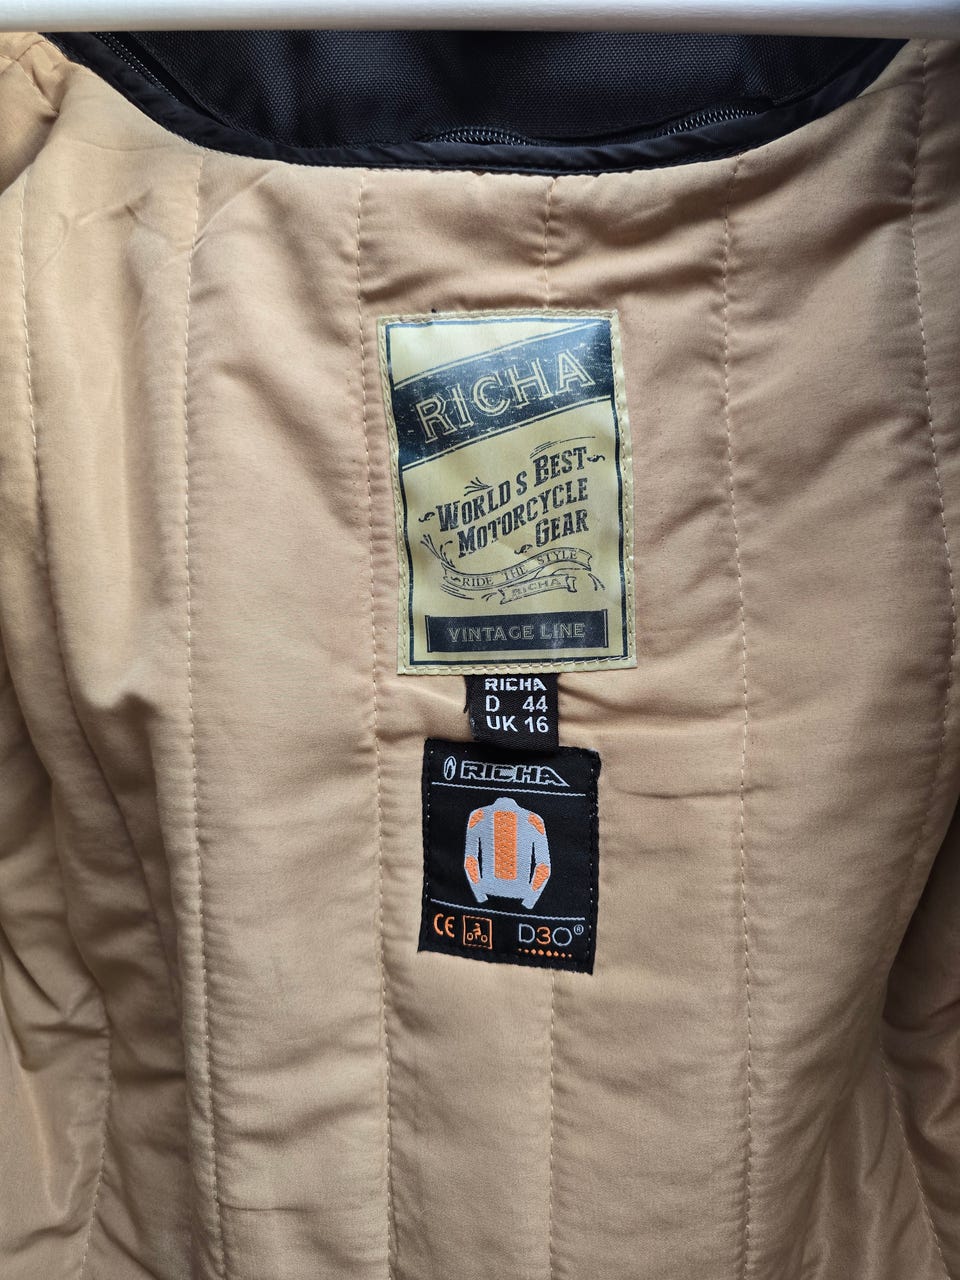 RICHA
WORLD S BEST
MOTORCYCLE
GEAR
RIDE THE STYLE
RICHA
VINTAGE LINE
RICHA
D 44
UK 16
RICHA
CE D3O®